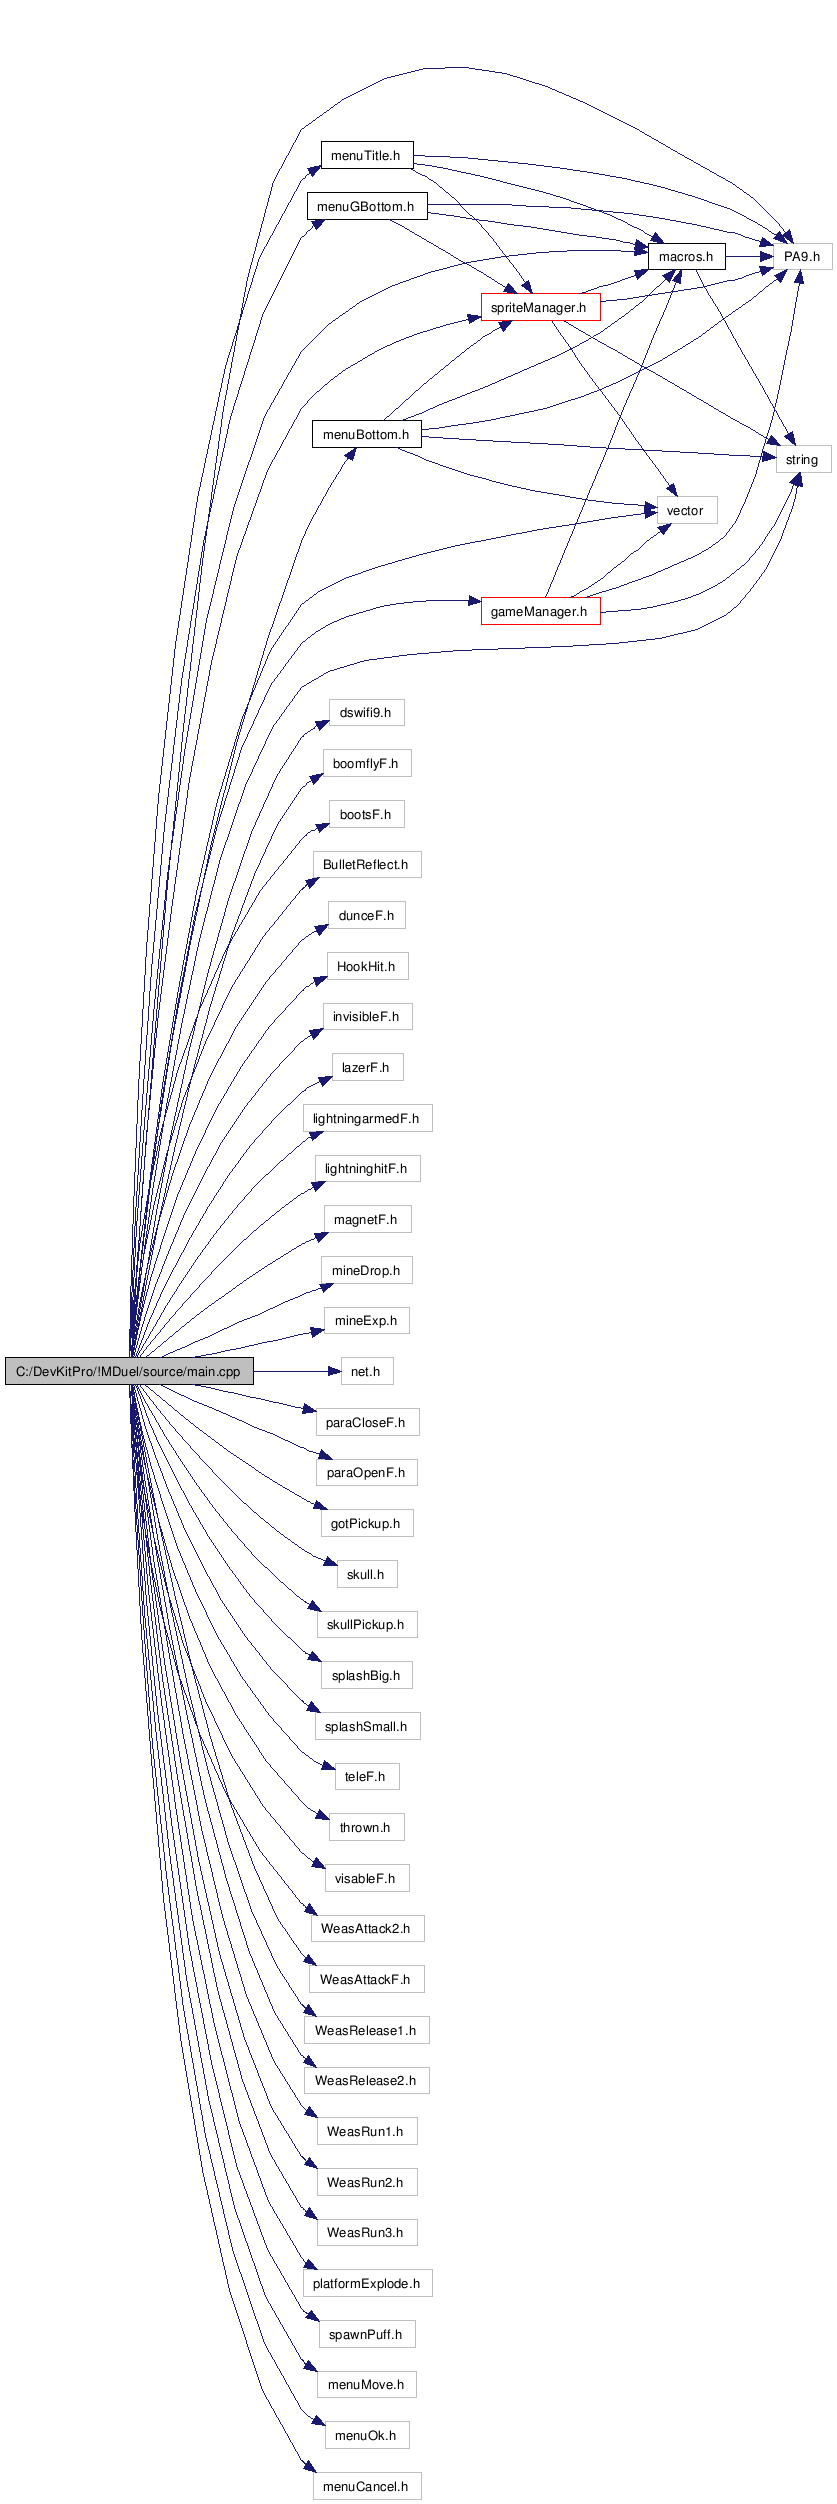 menuTitle.h
menuGBottom.h
macros.h
PA9.h
spriteManager.h
menuBottom.h
string
vector
gameManager.h
dswifi9.h
boomflyF.h
bootsF.h
BulletReflect.h
dunceF.h
HookHit.h
invisibleF.h
lazerF.h
lightningarmedF.h
lightninghitF.h
magnetF.h
mineDrop.h
mineExp.h
C:/DevKitPro/!MDuel/source/main.cpp
net.h
paraCloseF.h
paraOpenF.h
gotPickup.h
skull.h
skullPickup.h
splashBig.h
splashSmall.h
teleF.h
thrown.h
visableF.h
WeasAttack2.h
WeasAttackF.h
WeasRelease1.h
WeasRelease2.h
WeasRun1.h
WeasRun2.h
WeasRun3.h
platformExplode.h
spawnPuff.h
menuMove.h
menuOk.h
menuCancel.h